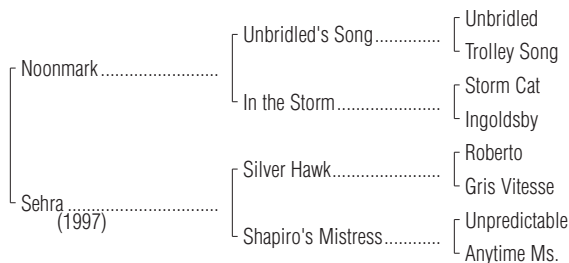 Unbridled
Unbridled's Song..............
Trolley Song
Noonmark.........................
Storm Cat
In the Storm......................
Ingoldsby
Roberto
Silver Hawk.......................
Gris Vitesse
Sehra................................
(1997)
Unpredictable
Shapiro's Mistress............
Anytime Ms.